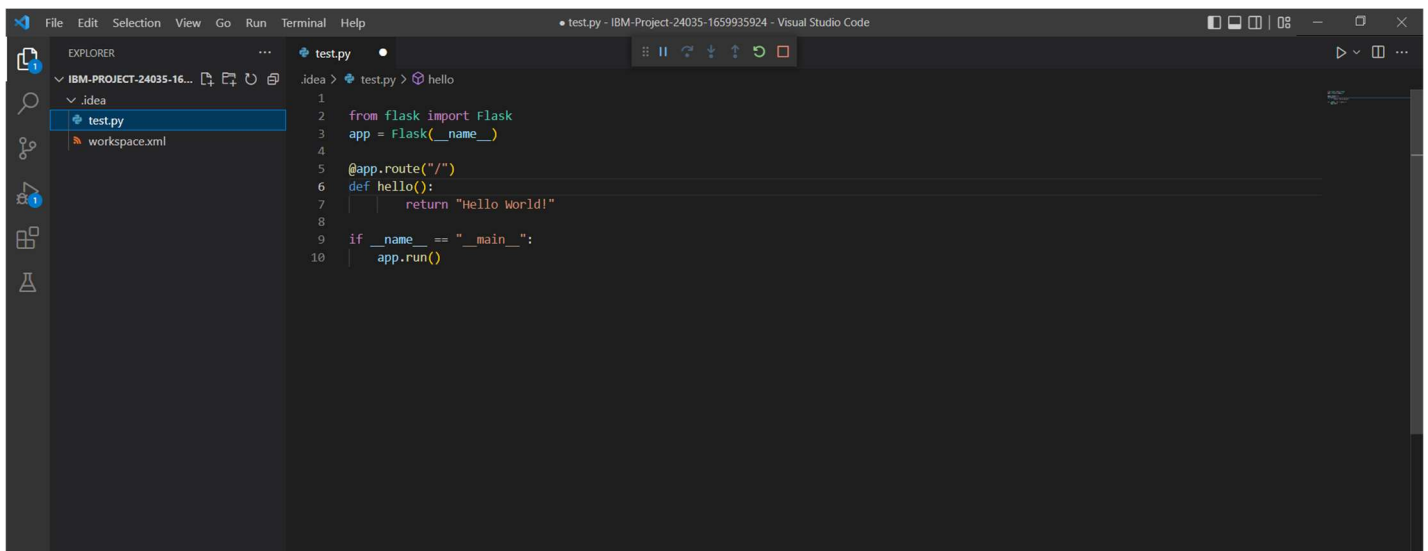 File Edit Selection View Go Run Terminal Help
● test.py - IBM-Project-24035-1659935924 - Visual Studio Code
EXPLORER
test.py
IBM-PROJECT-24035-16...
.idea > test.py > hello
.idea
test.py
workspace.xml
1
2 from flask import Flask
3 app = Flask(__name__)
4
5 @app.route("/")
6 def hello():
7         return "Hello World!"
8
9 if __name__ == "__main__":
10     app.run()
1
1